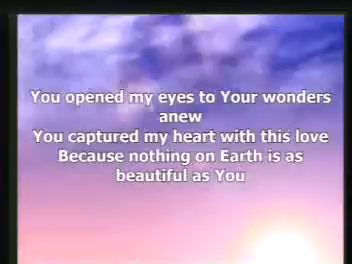 You opened my eyes to Your wonders
anew
You captured my heart with this love
Because nothing on Earth is as
beautiful as You